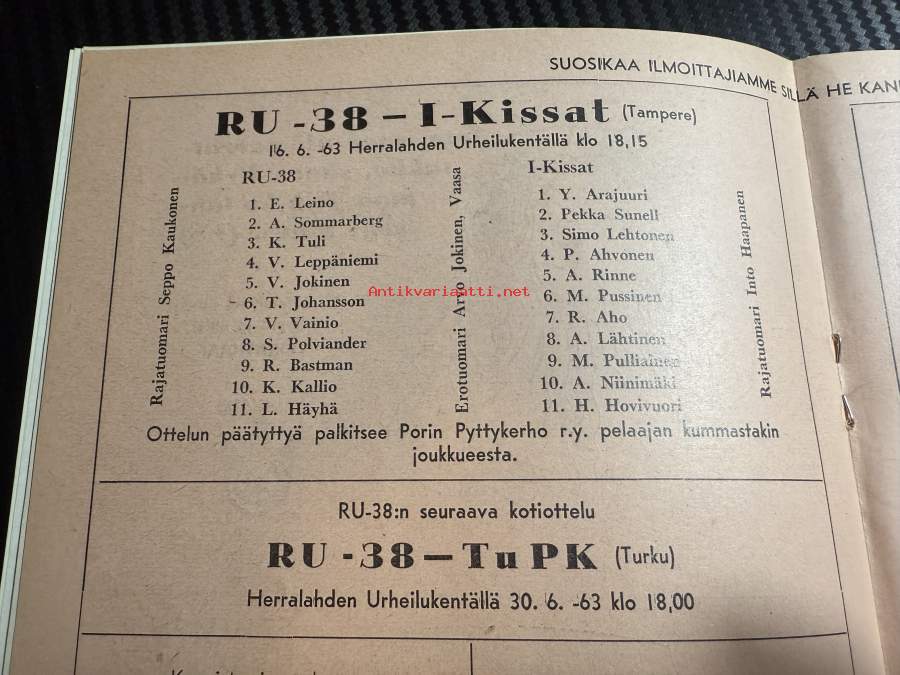 SUOSIKAA ILMOITTAJIAMME SILLÄ HE
RU -38 – I-Kissat (Tampere)
16. 6. -63 Herralahden Urheilukentällä klo 18,15
Rajatuomari Seppo Kaukonen
RU-38
1. E. Leino
2. A. Sommarberg
3. K. Tuli
4. V. Leppäniemi
5. V. Jokinen
6. T. Johansson
7. V. Vainio
8. S. Polviander
9. R. Bastman
10. K. Kallio
11. L. Häyhä
Erotuomari Arvo Jokinen, Vaasa
I-Kissat
1. Y. Arajuuri
2. Pekka Sunell
3. Simo Lehtonen
4. P. Ahvonen
5. A. Rinne
6. M. Pussinen
7. R. Aho
8. A. Lähtinen
9. M. Pulliainen
10. A. Niinimäki
11. H. Hovivuori
Rajatuomari Into Haapanen
Antikvariaatti.net
Ottelun päätyttyä palkitsee Porin Pyttykerho r.y. pelaajan kummastakin
joukkueesta.
RU-38:n seuraava kotiottelu
RU -38 – TuPK (Turku)
Herralahden Urheilukentällä 30. 6. -63 klo 18,00